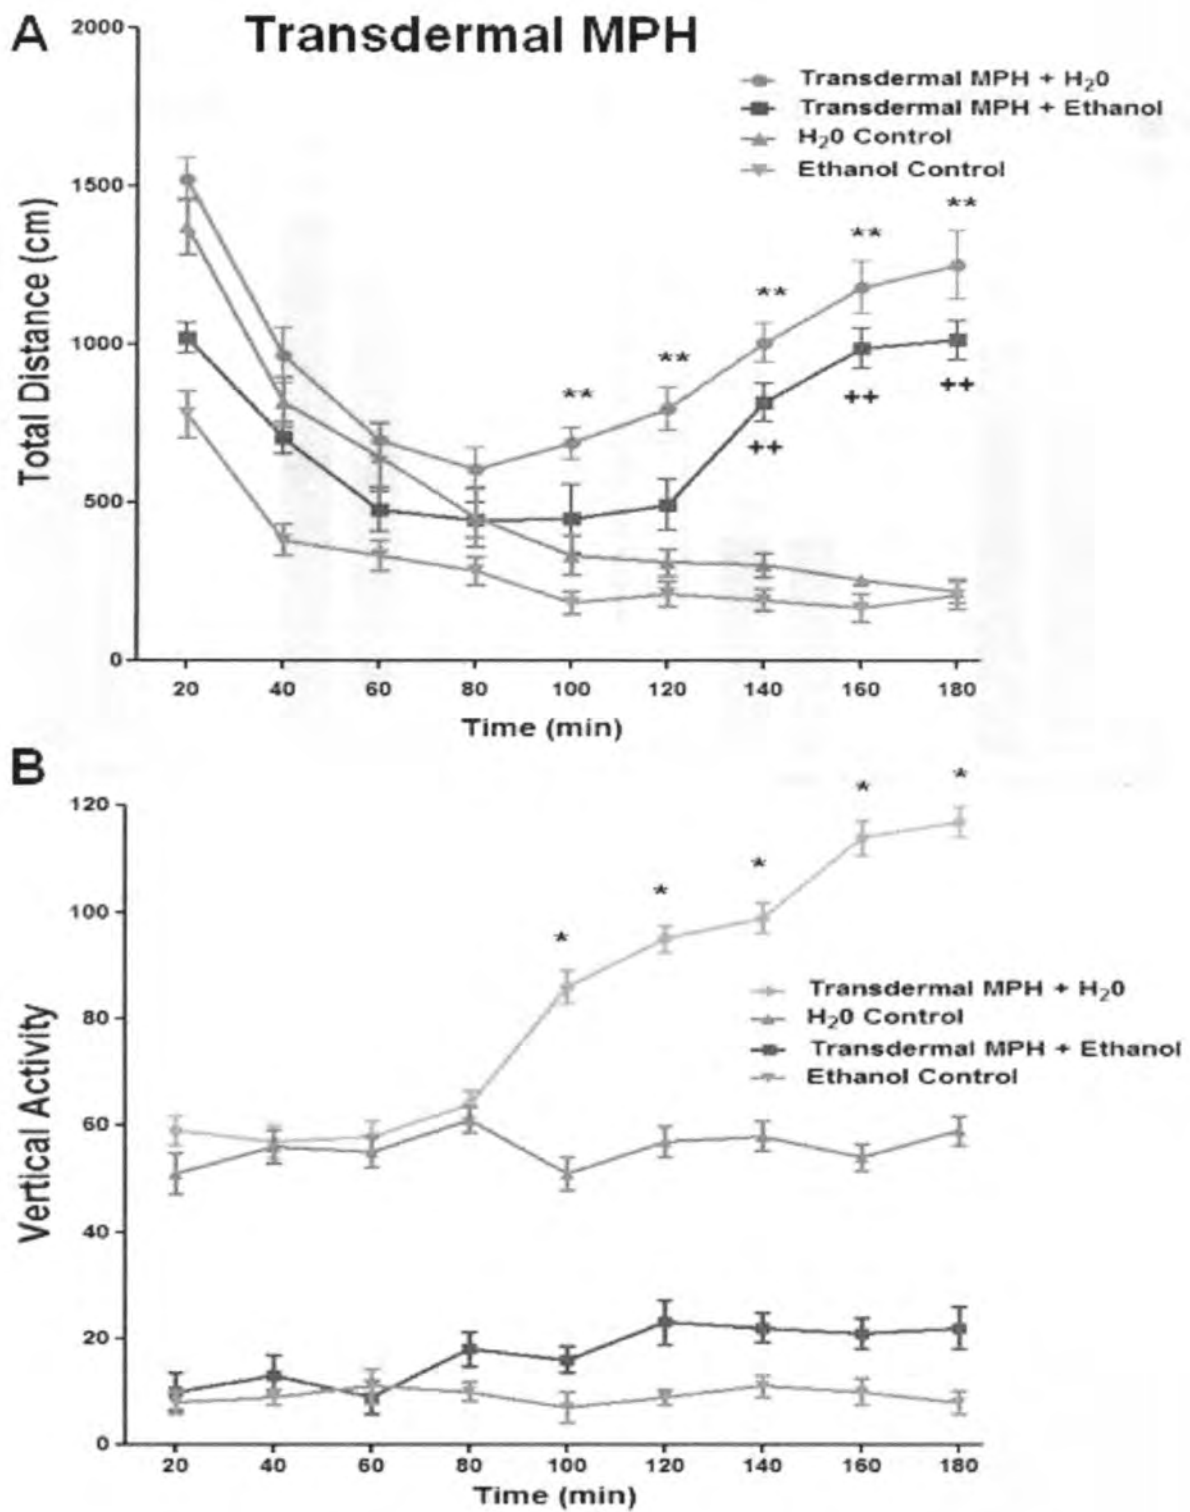 A
Transdermal MPH
2000
1500
1000
500
0
Total Distance (cm)
Transdermal MPH + H₂0
Transdermal MPH + Ethanol
H₂0 Control
Ethanol Control
**
**
**
**
**
++
++
++
20 40 60 80 100 120 140 160 180
Time (min)
B
120
100
80
60
40
20
0
Vertical Activity
*
*
*
*
*
Transdermal MPH + H₂0
H₂0 Control
Transdermal MPH + Ethanol
Ethanol Control
20 40 60 80 100 120 140 160 180
Time (min)